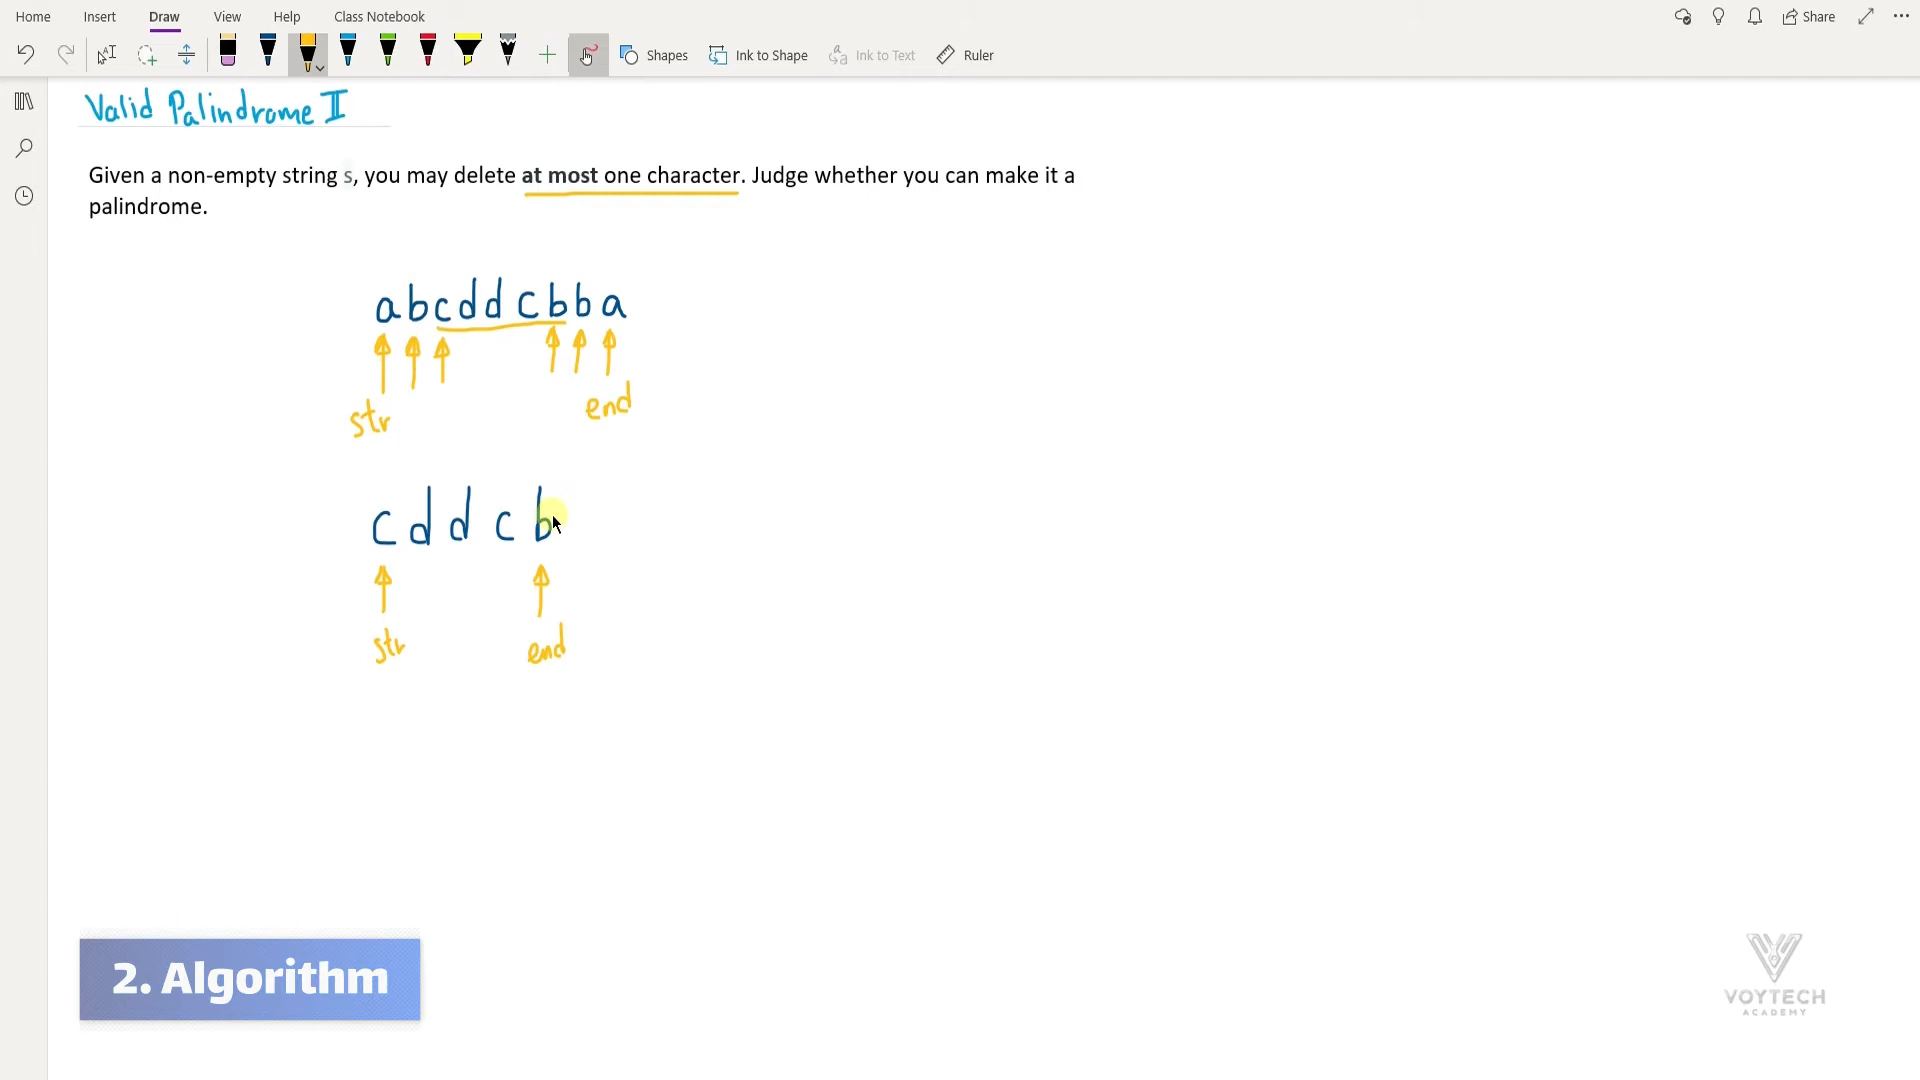 Home Insert Draw View Help Class Notebook Share
Shapes Ink to Shape Ink to Text Ruler
Valid Palindrome II
Given a non-empty string s, you may delete at most one character. Judge whether you can make it a
palindrome.
a b c d d c b b a
str end
c d d c b
str end
2. Algorithm
VOYTECH
ACADEMY